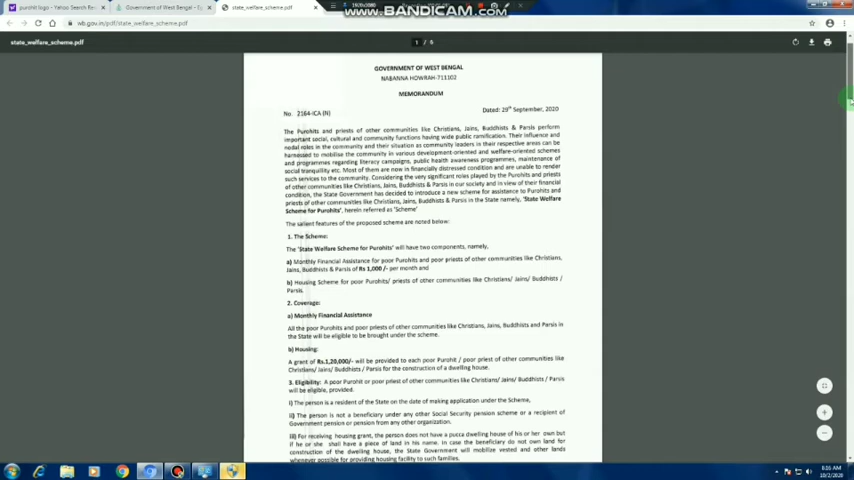 purohit logo - Yahoo Search Re
Government of West Bengal
state_welfare_scheme.pdf
1920x1080
WWW.BANDICAM.COM
wb.gov.in/pdf/state_welfare_scheme.pdf
state_welfare_scheme.pdf
1 / 6
GOVERNMENT OF WEST BENGAL
NABANNA HOWRAH-711102
MEMORANDUM
No. 2164-ICA (N)
Dated: 29th September, 2020
The Purohits and priests of other communities like Christians, Jains, Buddhists & Parsis perform
important social, cultural and community functions having wide public ramification. Their influence and
nodal roles in the community and their situation as community leaders in their respective areas can be
harnessed to mobilise the community in various development-oriented and welfare-oriented schemes
and programmes regarding literacy campaigns, public health awareness programmes, maintenance of
social tranquility etc. Most of them are now in financially distressed condition and are unable to render
such services to the community. Considering the very significant roles played by the Purohits and priests
of other communities like Christians, Jains, Buddhists & Parsis in our society and in view of their financial
condition, the State Government has decided to introduce a new scheme for assistance to Purohits and
priests of other communities like Christians, Jains, Buddhists & Parsis in the State namely, 'State Welfare
Scheme for Purohits', herein referred as 'Scheme'
The salient features of the proposed scheme are noted below:
1. The Scheme:
The 'State Welfare Scheme for Purohits' will have two components, namely,
a) Monthly Financial Assistance for poor Purohits and poor priests of other communities like Christians,
Jains, Buddhists & Parsis of Rs 1,000 /- per month and
b) Housing Scheme for poor Purohits/ priests of other communities like Christians/ Jains/ Buddhists /
Parsis.
2. Coverage:
a) Monthly Financial Assistance
All the poor Purohits and poor priests of other communities like Christians, Jains, Buddhists and Parsis in
the State will be eligible to be brought under the scheme.
b) Housing:
A grant of Rs.1,20,000/- will be provided to each poor Purohit / poor priest of other communities like
Christians/ Jains/ Buddhists / Parsis for the construction of a dwelling house.
3. Eligibility: A poor Purohit or poor priest of other communities like Christians/ Jains/ Buddhists / Parsis
will be eligible, provided.
i) The person is a resident of the State on the date of making application under the Scheme,
ii) The person is not a beneficiary under any other Social Security pension scheme or a recipient of
Government pension or pension from any other organization.
iii) For receiving housing grant, the person does not have a pucca dwelling house of his or her own but
if he or she shall have a piece of land in his name. In case the beneficiary do not own land for
construction of the dwelling house, the State Government will mobilize vested and other lands
whenever possible for providing housing facility to such families.
8:05 AM
10/2/2020